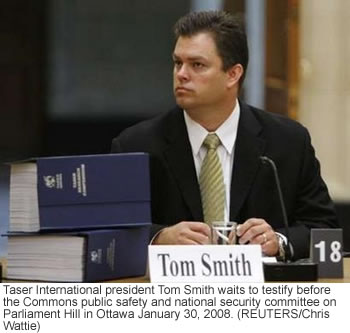 18
Tom Smith
Taser International president Tom Smith waits to testify before
the Commons public safety and national security committee on
Parliament Hill in Ottawa January 30, 2008. (REUTERS/Chris
Wattie)